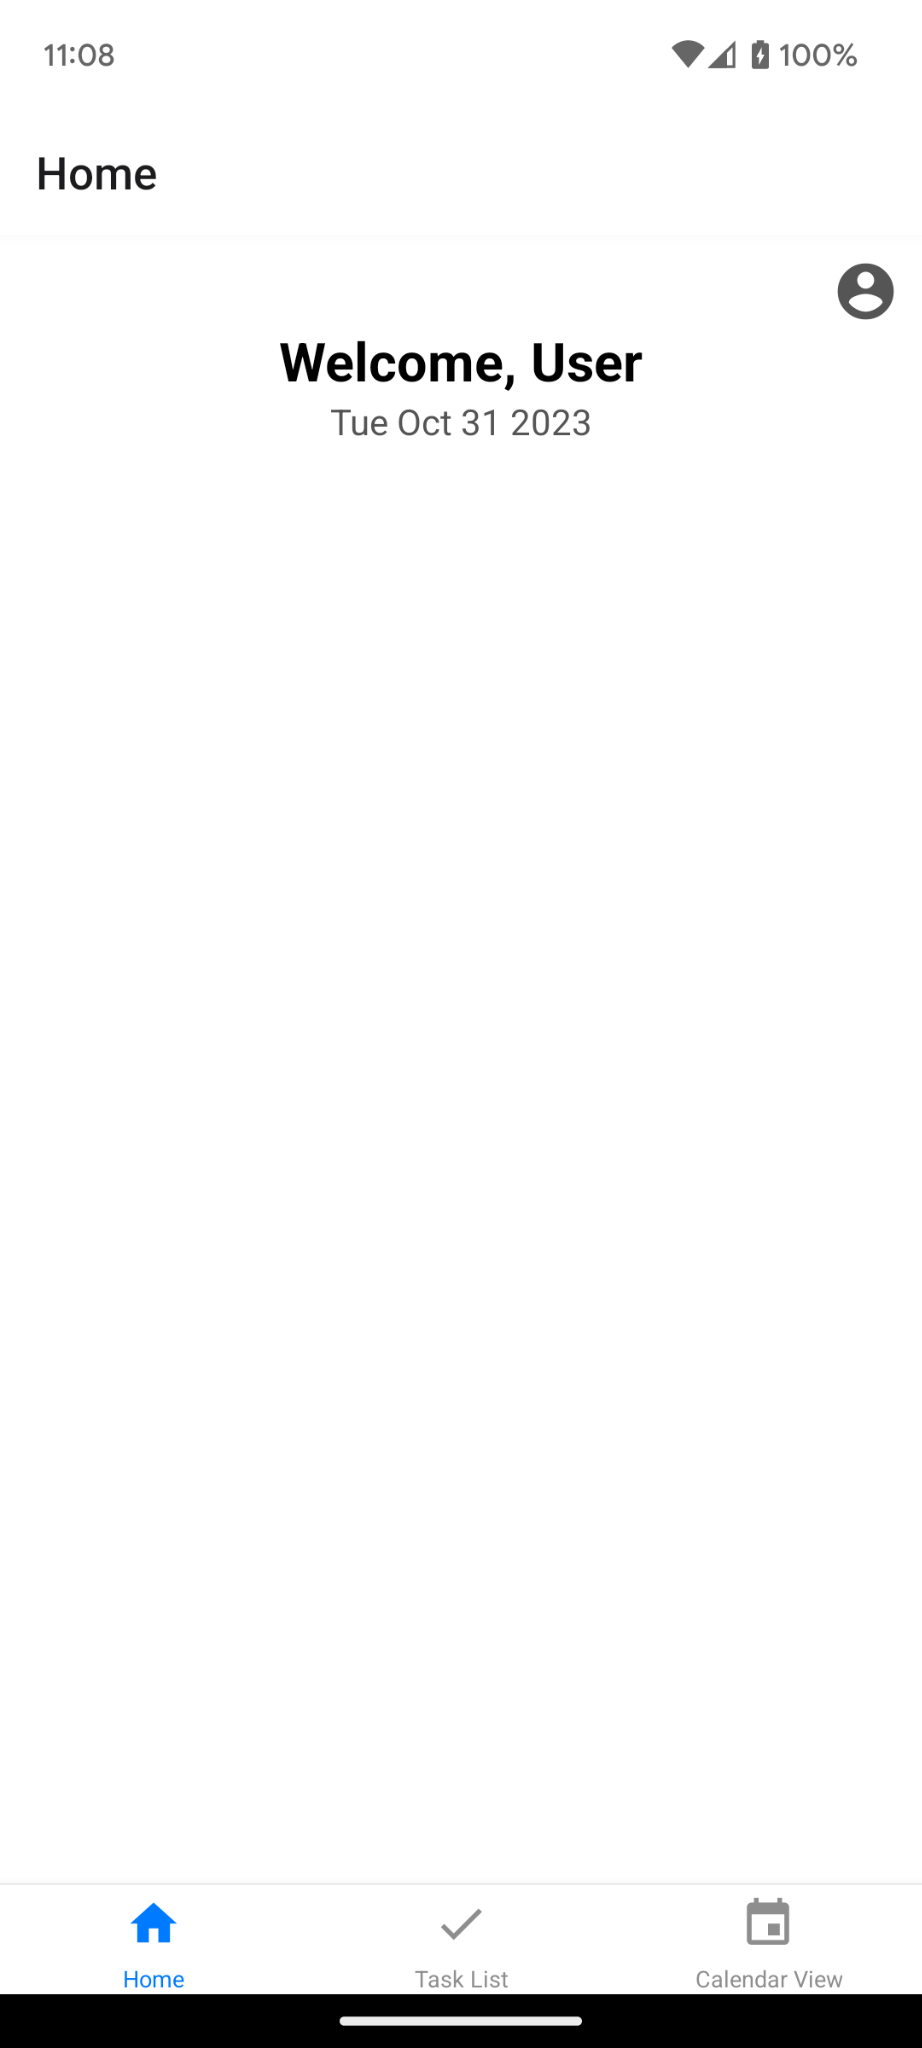 11:08 100%
Home
Welcome, User
Tue Oct 31 2023
Home Task List Calendar View